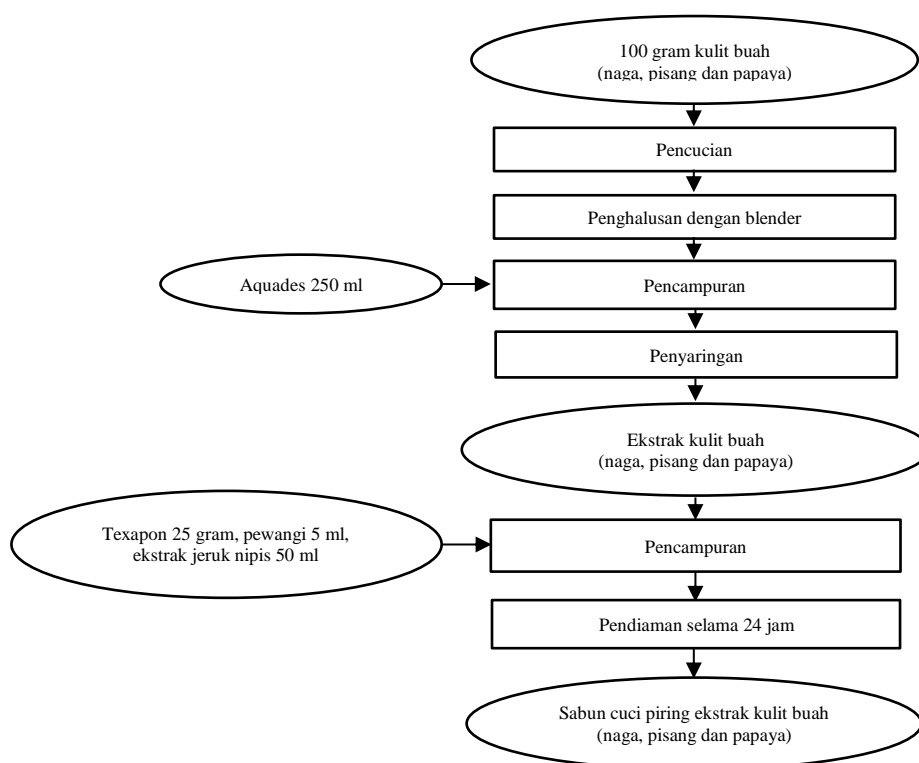 100 gram kulit buah
(naga, pisang dan papaya)
Pencucian
Penghalusan dengan blender
Aquades 250 ml
Pencampuran
Penyaringan
Ekstrak kulit buah
(naga, pisang dan papaya)
Texapon 25 gram, pewangi 5 ml,
ekstrak jeruk nipis 50 ml
Pencampuran
Pendiaman selama 24 jam
Sabun cuci piring ekstrak kulit buah
(naga, pisang dan papaya)